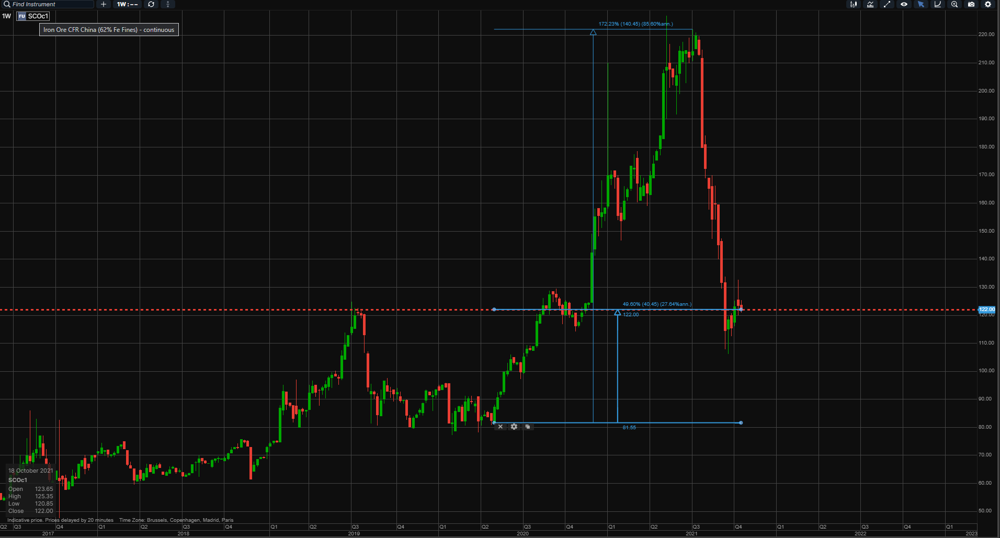 Find Instrument
1W : --
1W FU SCOc1
Iron Ore CFR China (62% Fe Fines) - continuous
172.23% (140.45) (85.60%ann.)
220.00
210.00
200.00
190.00
180.00
170.00
160.00
150.00
140.00
130.00
49.60% (40.45) (27.64%ann.)
122.00
122.00
120.00
110.00
100.00
90.00
81.55
80.00
70.00
60.00
50.00
18 October 2021
SCOc1
Open 123.65
High 125.35
Low 120.85
Close 122.00
Indicative price. Prices delayed by 20 minutes Time Zone: Brussels, Copenhagen, Madrid, Paris
Q2 Q3 Q4 Q1 Q2 Q3 Q4 Q1 Q2 Q3 Q4 Q1 Q2 Q3 Q4 Q1 Q2 Q3 Q4 Q1 Q2 Q3 Q4 Q1
2017 2018 2019 2020 2021 2022 2023